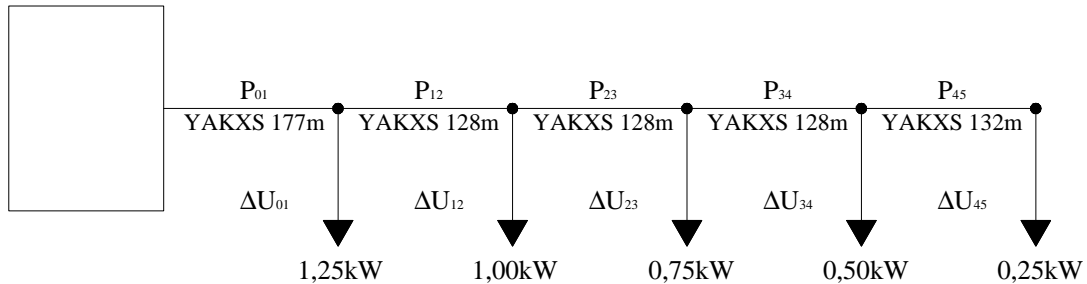 P01 P12 P23 P34 P45
YAKXS 177m YAKXS 128m YAKXS 128m YAKXS 128m YAKXS 132m
ΔU01 ΔU12 ΔU23 ΔU34 ΔU45
1,25kW 1,00kW 0,75kW 0,50kW 0,25kW